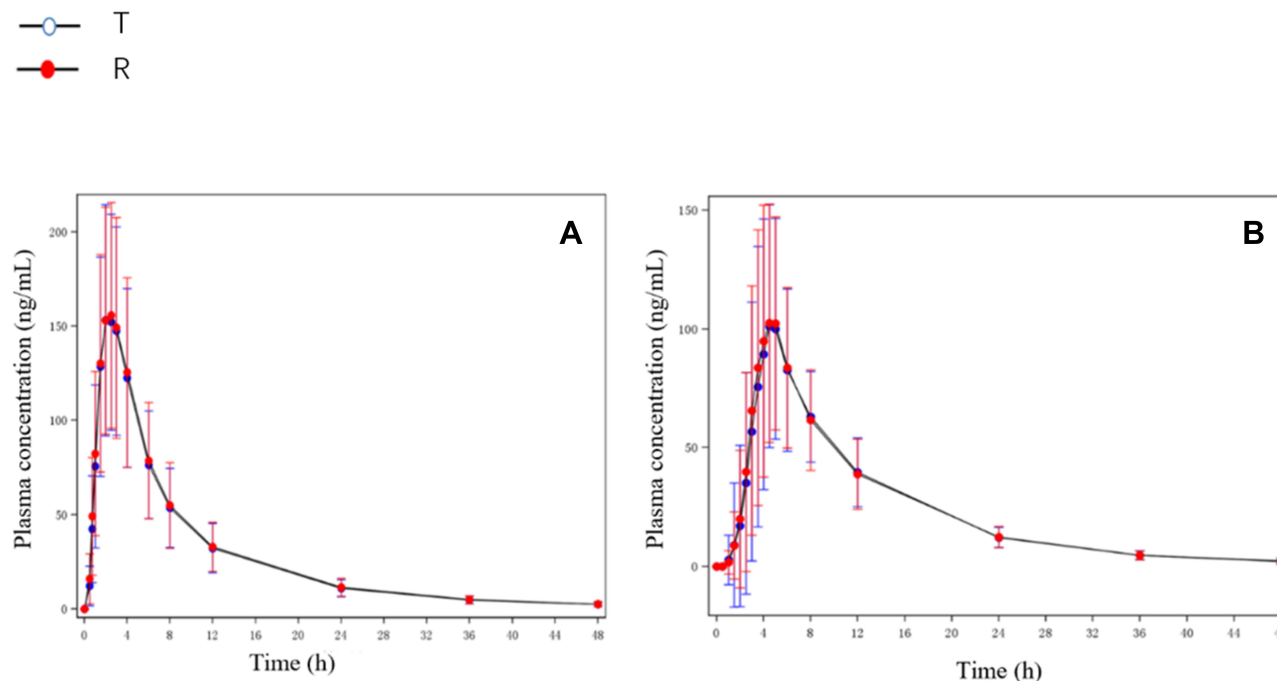 T
R
A
Plasma concentration (ng/mL)
200
150
100
50
0
0 4 8 12 16 20 24 28 32 36 40 44 48
Time (h)
B
Plasma concentration (ng/mL)
150
100
50
0
0 4 8 12 16 20 24 28 32 36 40 44
Time (h)